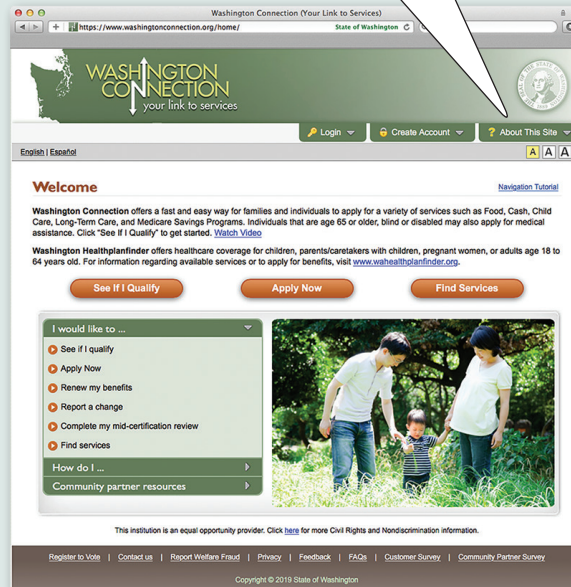 Washington Connection (Your Link to Services)
https://www.washingtonconnection.org/home/
State of Washington
WASHINGTON
CONNECTION
your link to services
Login
Create Account
? About This Site
English | Español
A A A
Welcome
Navigation Tutorial
Washington Connection offers a fast and easy way for families and individuals to apply for a variety of services such as Food, Cash, Child
Care, Long-Term Care, and Medicare Savings Programs. Individuals that are age 65 or older, blind or disabled may also apply for medical
assistance. Click "See If I Qualify" to get started. Watch Video
Washington Healthplanfinder offers healthcare coverage for children, parents/caretakers with children, pregnant women, or adults age 18 to
64 years old. For information regarding available services or to apply for benefits, visit www.wahealthplanfinder.org.
See If I Qualify
Apply Now
Find Services
I would like to ...
See if I qualify
Apply Now
Renew my benefits
Report a change
Complete my mid-certification review
Find services
How do I ...
Community partner resources
This institution is an equal opportunity provider. Click here for more Civil Rights and Nondiscrimination information.
Register to Vote | Contact us | Report Welfare Fraud | Privacy | Feedback | FAQs | Customer Survey | Community Partner Survey
Copyright © 2019 State of Washington